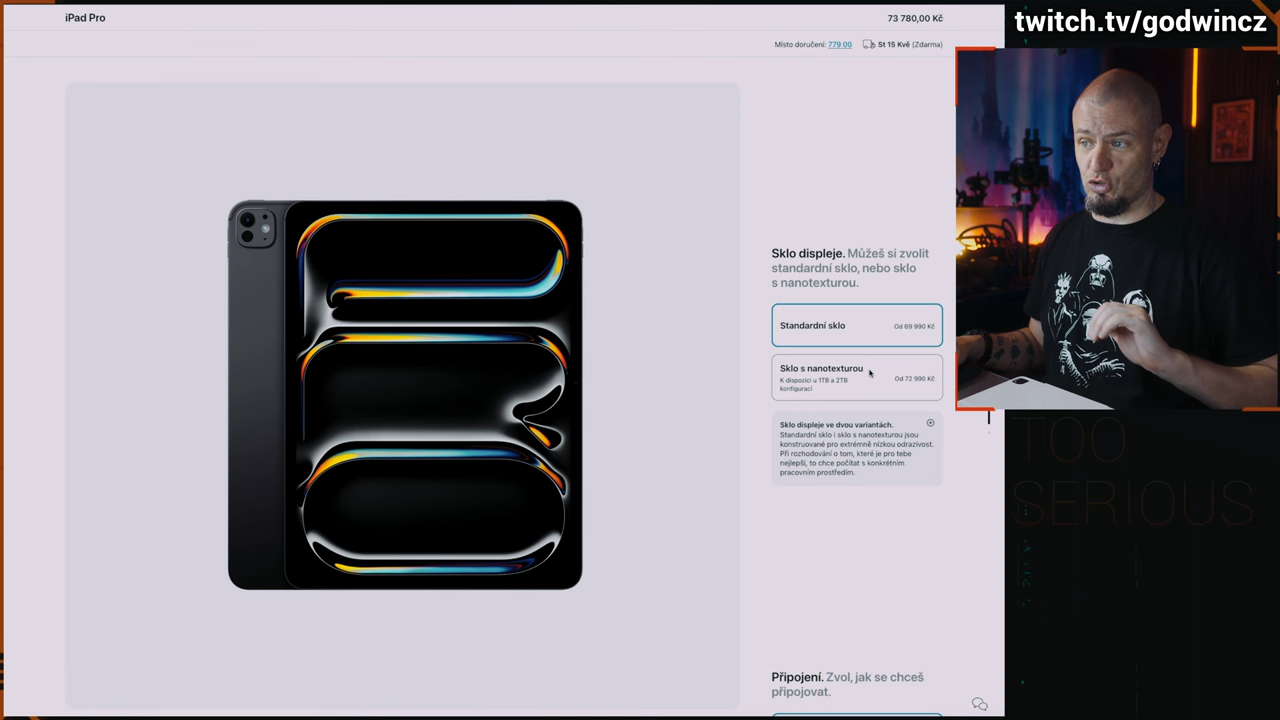 iPad Pro
73 780,00 Kč
twitch.tv/godwincz
Místo doručení: 779 00
St 15 Kvě (Zdarma)
Sklo displeje. Můžeš si zvolit
standardní sklo, nebo sklo
s nanotexturou.
Standardní sklo
Od 69 990 Kč
Sklo s nanotexturou
K dispozici u 1TB a 2TB
konfigurací
Od 72 990 Kč
Sklo displeje ve dvou variantách.
Standardní sklo i sklo s nanotexturou jsou
konstruované pro extrémně nízkou odrazivost.
Při rozhodování o tom, které je pro tebe
nejlepší, to chce počítat s konkrétním
pracovním prostředím.
TOO
SERIOUS
Připojení. Zvol, jak se chceš
připojovat.